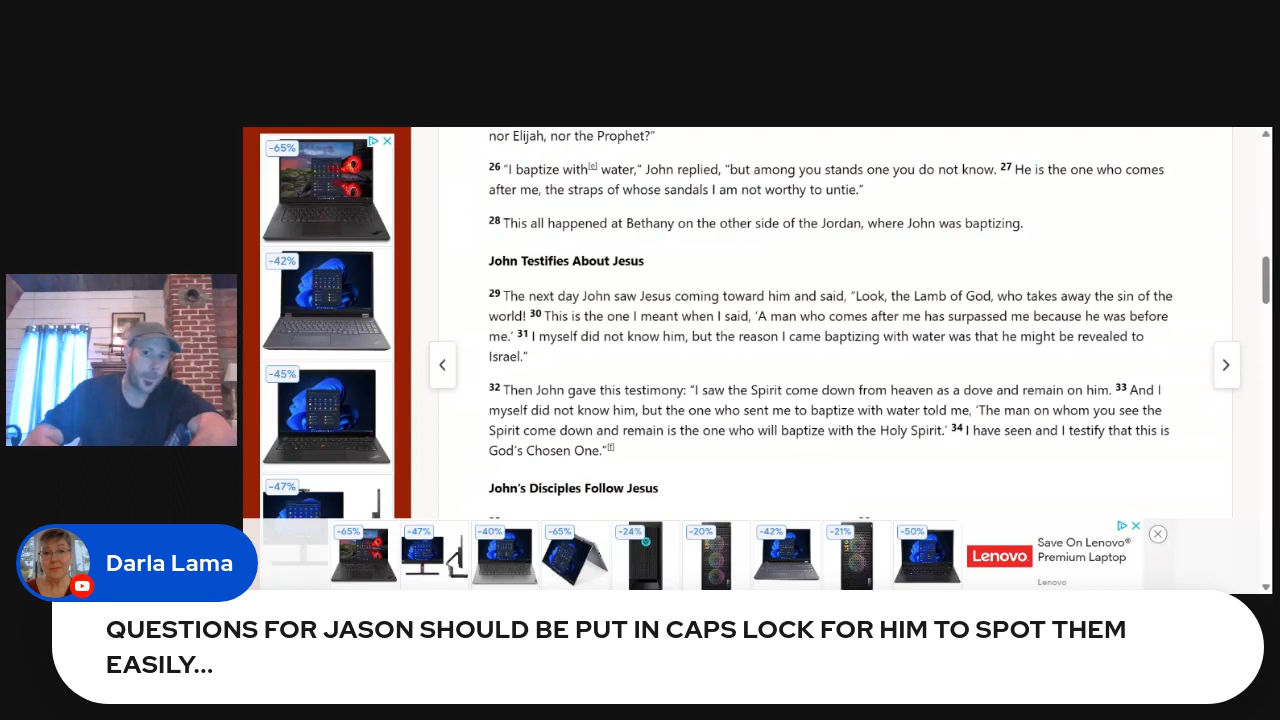 nor Elijah, nor the Prophet?”
26 “I baptize with[e] water,” John replied, “but among you stands one you do not know. 27 He is the one who comes
after me, the straps of whose sandals I am not worthy to untie.”
28 This all happened at Bethany on the other side of the Jordan, where John was baptizing.
John Testifies About Jesus
29 The next day John saw Jesus coming toward him and said, “Look, the Lamb of God, who takes away the sin of the
world! 30 This is the one I meant when I said, ‘A man who comes after me has surpassed me because he was before
me.’ 31 I myself did not know him, but the reason I came baptizing with water was that he might be revealed to
Israel.”
32 Then John gave this testimony: “I saw the Spirit come down from heaven as a dove and remain on him. 33 And I
myself did not know him, but the one who sent me to baptize with water told me, ‘The man on whom you see the
Spirit come down and remain is the one who will baptize with the Holy Spirit.’ 34 I have seen and I testify that this is
God’s Chosen One.”[f]
John’s Disciples Follow Jesus
-65%
-42%
-45%
-47%
-65%
-47%
-40%
-65%
-24%
-20%
-42%
-21%
-50%
Lenovo
Save On Lenovo®
Premium Laptop
Lenovo
Darla Lama
QUESTIONS FOR JASON SHOULD BE PUT IN CAPS LOCK FOR HIM TO SPOT THEM
EASILY...